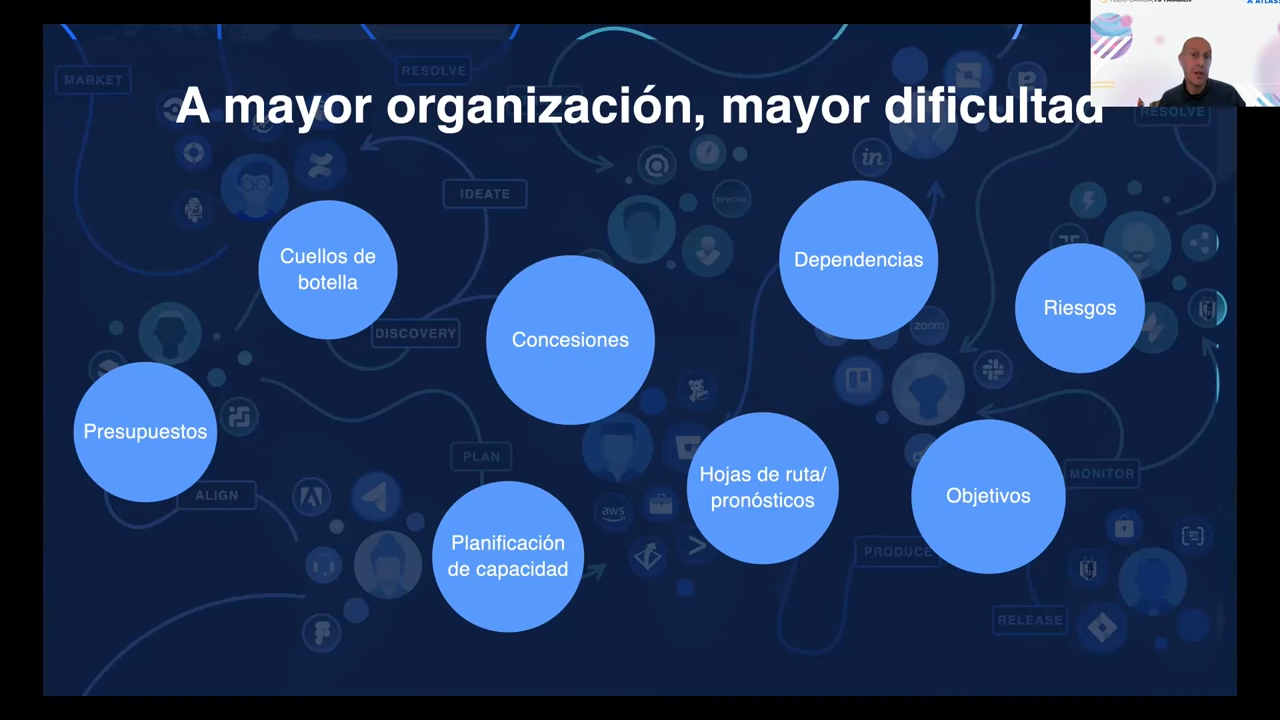 A mayor organización, mayor dificultad
MARKET
RESOLVE
RESOLVE
IDEATE
in
Cuellos de
botella
Dependencias
Riesgos
Concesiones
DISCOVERY
zoom
Presupuestos
PLAN
Hojas de ruta/
pronósticos
Objetivos
MONITOR
ALIGN
aws
Planificación
de capacidad
PRODUCE
RELEASE